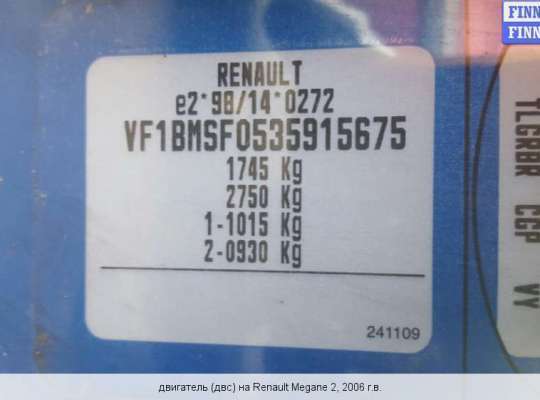 FINN
FINN
RENAULT
e2*98/14*0272
VF1BMSF0535915675
1745 Kg
2750 Kg
1-1015 Kg
2-0930 Kg
241109
TLGRBR CCP VY
двигатель (двс) на Renault Megane 2, 2006 г.в.